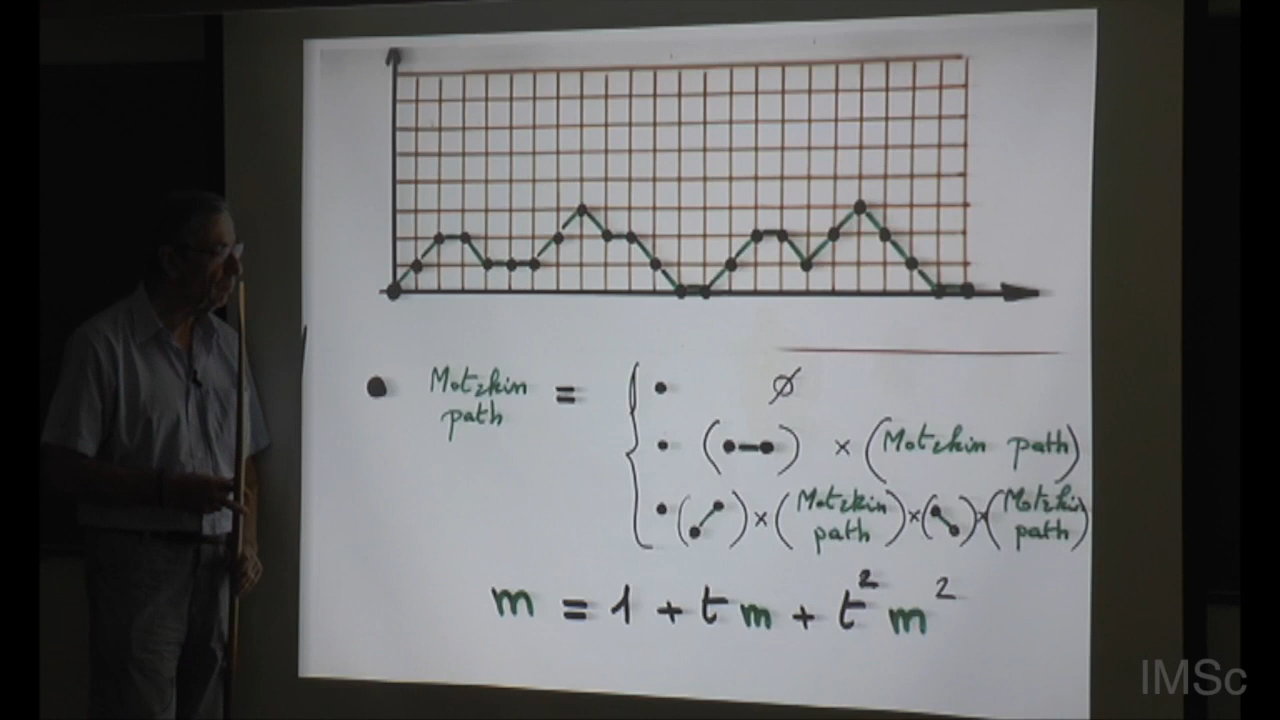 • Motzkin path = { • ∅
• (•–•) × (Motzkin path)
• ( ) × (Motzkin path) × ( ) × (Motzkin path)
m = 1 + t m + t² m²
IMSc